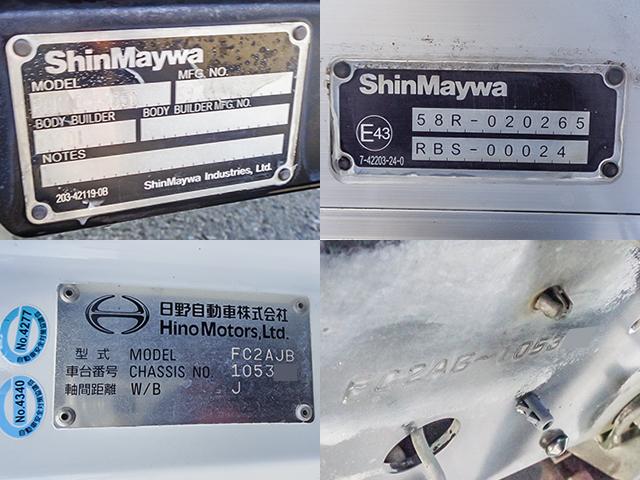 ShinMaywa
MODEL MFG. NO.
BODY BUILDER BODY BUILDER MFG. NO.
NOTES
203-42119-0B ShinMaywa Industries, Ltd.
ShinMaywa
E43 58R-020265
7-42203-24-0 RBS-00024
日野自動車株式会社
Hino Motors, Ltd.
型式 MODEL FC2AJB
車台番号 CHASSIS NO. 1053
軸間距離 W/B J
No.4277
No.4340
FC2AB-1053